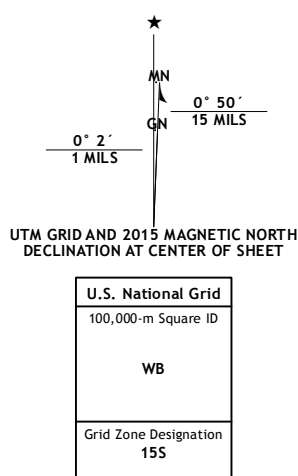 ★
MN
0° 50´
15 MILS
GN
0° 2´
1 MILS
UTM GRID AND 2015 MAGNETIC NORTH
DECLINATION AT CENTER OF SHEET
U.S. National Grid
100,000-m Square ID
WB
Grid Zone Designation
15S